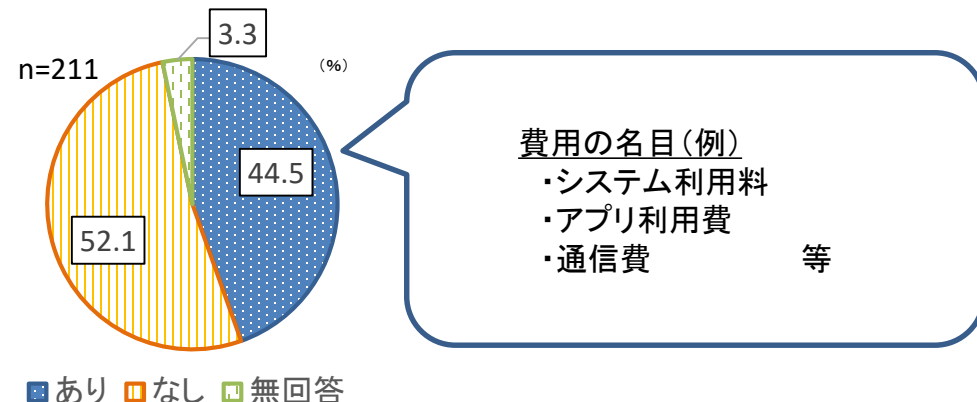 3.3
n=211
（%）
44.5
52.1
費用の名目（例）
・システム利用料
・アプリ利用費
・通信費　　　　　等
あり なし 無回答